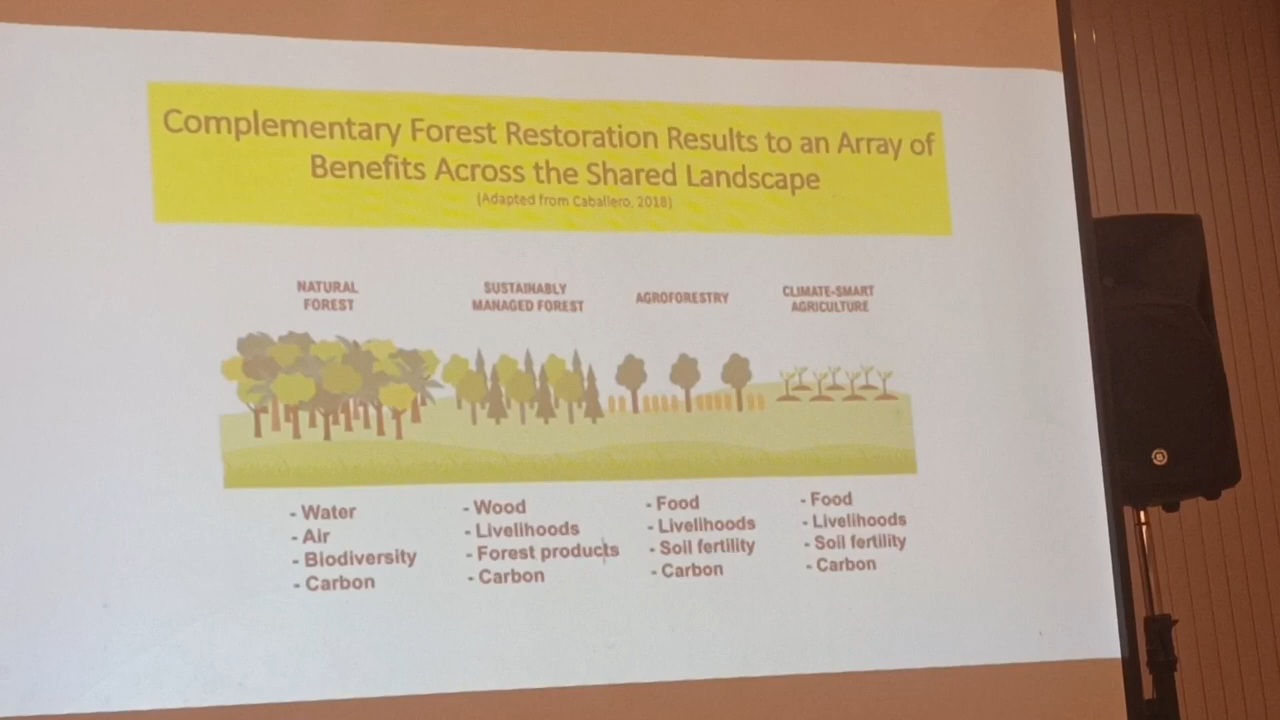 Complementary Forest Restoration Results to an Array of
Benefits Across the Shared Landscape
(Adapted from Caballero, 2018)
NATURAL
FOREST
SUSTAINABLY
MANAGED FOREST
AGROFORESTRY
CLIMATE-SMART
AGRICULTURE
- Water
- Air
- Biodiversity
- Carbon
- Wood
- Livelihoods
- Forest products
- Carbon
- Food
- Livelihoods
- Soil fertility
- Carbon
- Food
- Livelihoods
- Soil fertility
- Carbon